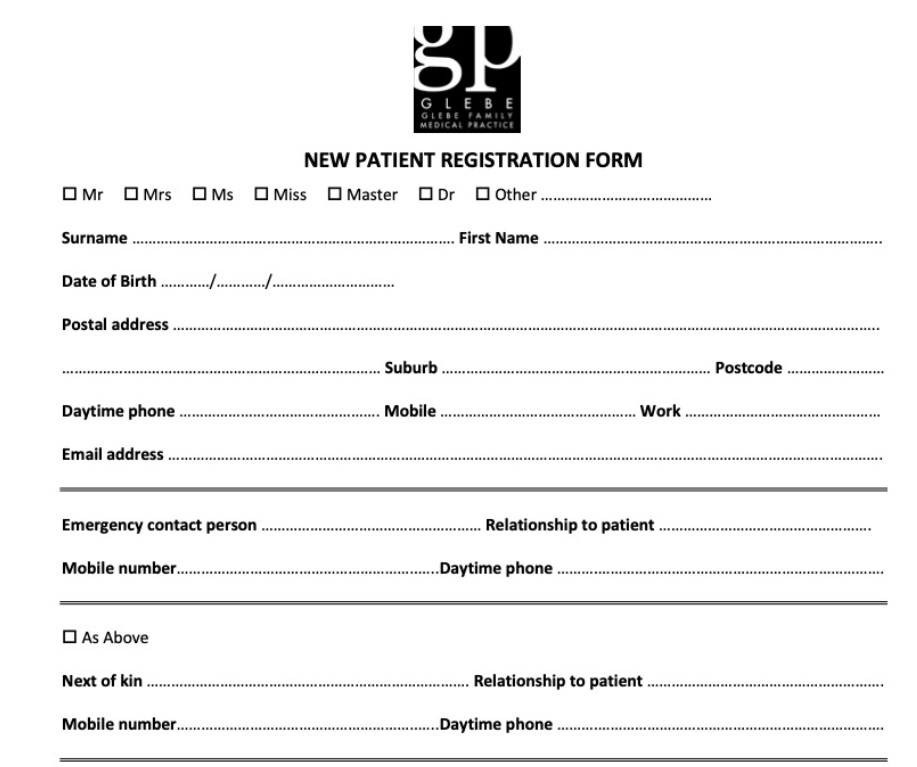 gp
GLEBE
GLEBE FAMILY
MEDICAL PRACTICE
NEW PATIENT REGISTRATION FORM
☐ Mr ☐ Mrs ☐ Ms ☐ Miss ☐ Master ☐ Dr ☐ Other ..........................................
Surname ............................................................................... First Name ...................................................................................
Date of Birth ............/............/..............................
Postal address ............................................................................................................................................................................
.............................................................................. Suburb .................................................................. Postcode ........................
Daytime phone ................................................. Mobile ................................................ Work ................................................
Email address ...............................................................................................................................................................................
Emergency contact person ...................................................... Relationship to patient ....................................................
Mobile number................................................................Daytime phone ................................................................................
☐ As Above
Next of kin ............................................................................... Relationship to patient ..........................................................
Mobile number................................................................Daytime phone ................................................................................